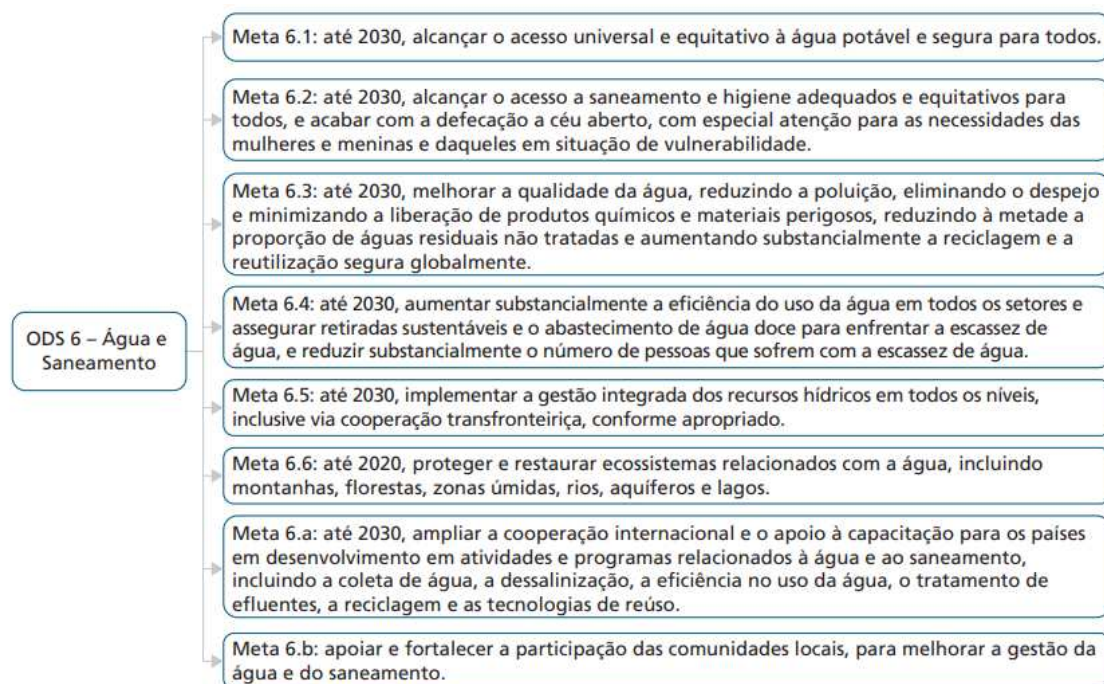 Meta 6.1: até 2030, alcançar o acesso universal e equitativo à água potável e segura para todos.
Meta 6.2: até 2030, alcançar o acesso a saneamento e higiene adequados e equitativos para
todos, e acabar com a defecação a céu aberto, com especial atenção para as necessidades das
mulheres e meninas e daqueles em situação de vulnerabilidade.
Meta 6.3: até 2030, melhorar a qualidade da água, reduzindo a poluição, eliminando o despejo
e minimizando a liberação de produtos químicos e materiais perigosos, reduzindo à metade a
proporção de águas residuais não tratadas e aumentando substancialmente a reciclagem e a
reutilização segura globalmente.
ODS 6 – Água e
Saneamento
Meta 6.4: até 2030, aumentar substancialmente a eficiência do uso da água em todos os setores e
assegurar retiradas sustentáveis e o abastecimento de água doce para enfrentar a escassez de
água, e reduzir substancialmente o número de pessoas que sofrem com a escassez de água.
Meta 6.5: até 2030, implementar a gestão integrada dos recursos hídricos em todos os níveis,
inclusive via cooperação transfronteiriça, conforme apropriado.
Meta 6.6: até 2020, proteger e restaurar ecossistemas relacionados com a água, incluindo
montanhas, florestas, zonas úmidas, rios, aquíferos e lagos.
Meta 6.a: até 2030, ampliar a cooperação internacional e o apoio à capacitação para os países
em desenvolvimento em atividades e programas relacionados à água e ao saneamento,
incluindo a coleta de água, a dessalinização, a eficiência no uso da água, o tratamento de
efluentes, a reciclagem e as tecnologias de reúso.
Meta 6.b: apoiar e fortalecer a participação das comunidades locais, para melhorar a gestão da
água e do saneamento.